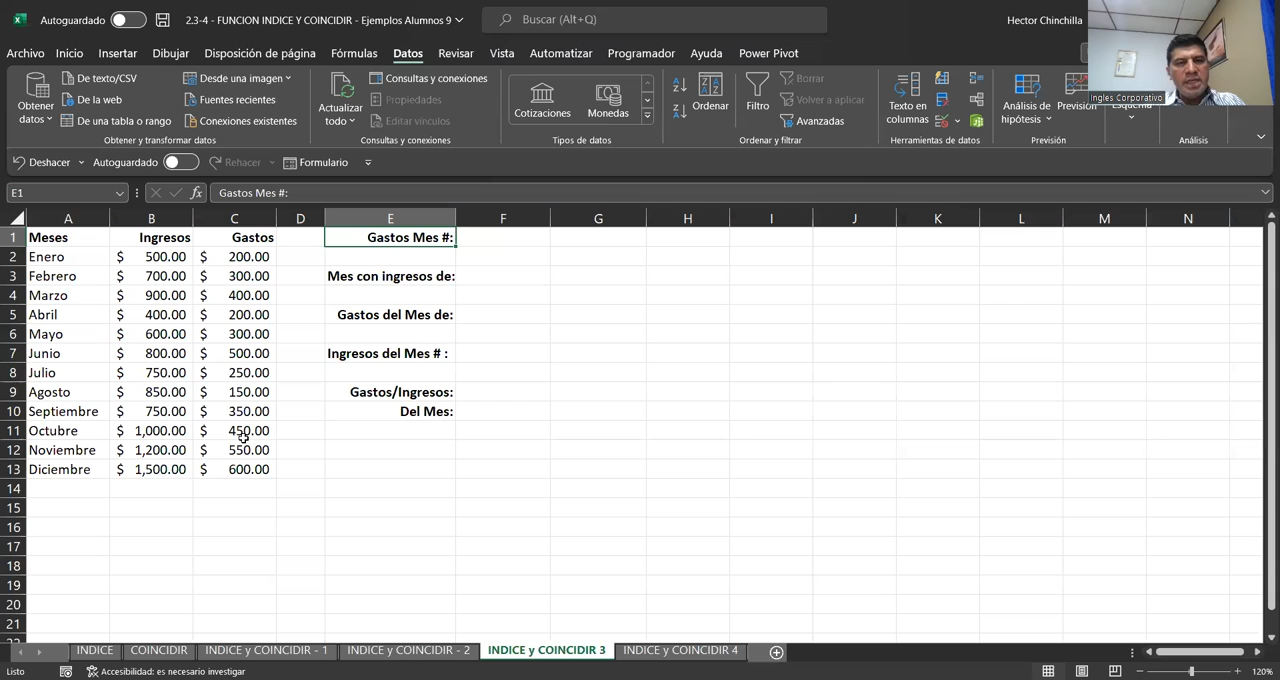 Autoguardado 2.3-4 - FUNCION INDICE Y COINCIDIR - Ejemplos Alumnos 9 Buscar (Alt+Q) Hector Chinchilla
Archivo Inicio Insertar Dibujar Disposición de página Fórmulas Datos Revisar Vista Automatizar Programador Ayuda Power Pivot
Obtener datos
De texto/CSV
De la web
De una tabla o rango
Desde una imagen
Fuentes recientes
Conexiones existentes
Obtener y transformar datos
Actualizar todo
Consultas y conexiones
Propiedades
Editar vínculos
Consultas y conexiones
Cotizaciones Monedas
Tipos de datos
Ordenar Filtro
Borrar
Volver a aplicar
Avanzadas
Ordenar y filtrar
Texto en columnas
Herramientas de datos
Análisis de hipótesis
Previsión
Previsión
Análisis
Ingles Corporativo
Deshacer Autoguardado Rehacer Formulario
E1 fx Gastos Mes #:
A B C D E F G H I J K L M N
1 Meses Ingresos Gastos Gastos Mes #:
2 Enero $ 500.00 $ 200.00
3 Febrero $ 700.00 $ 300.00 Mes con ingresos de:
4 Marzo $ 900.00 $ 400.00
5 Abril $ 400.00 $ 200.00 Gastos del Mes de:
6 Mayo $ 600.00 $ 300.00
7 Junio $ 800.00 $ 500.00 Ingresos del Mes # :
8 Julio $ 750.00 $ 250.00
9 Agosto $ 850.00 $ 150.00 Gastos/Ingresos:
10 Septiembre $ 750.00 $ 350.00 Del Mes:
11 Octubre $ 1,000.00 $ 450.00
12 Noviembre $ 1,200.00 $ 550.00
13 Diciembre $ 1,500.00 $ 600.00
14
15
16
17
18
19
20
21
INDICE COINCIDIR INDICE y COINCIDIR - 1 INDICE y COINCIDIR - 2 INDICE y COINCIDIR 3 INDICE y COINCIDIR 4
Listo Accesibilidad: es necesario investigar 120%